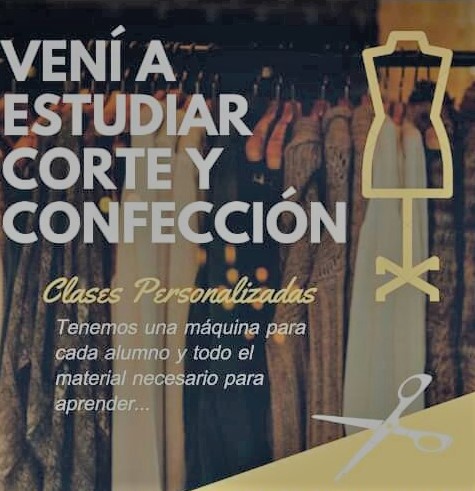 VENÍ A
ESTUDIAR
CORTE Y
CONFECCIÓN
Clases Personalizadas
Tenemos una máquina para
cada alumno y todo el
material necesario para
aprender...